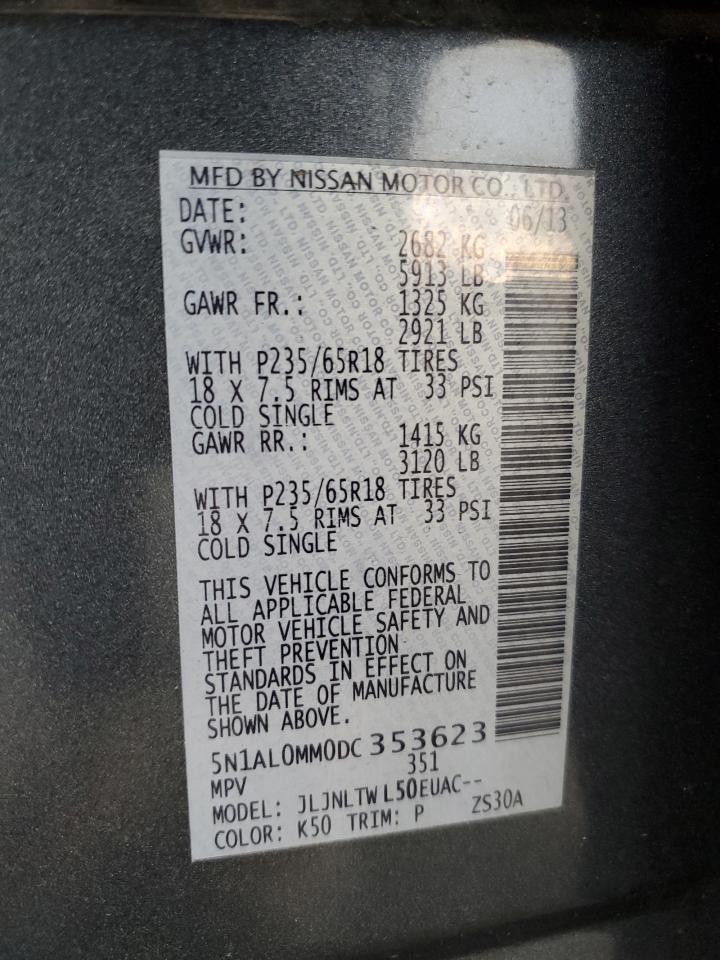 MFD BY NISSAN MOTOR CO., LTD.
DATE: 06/13
GVWR: 2682 KG
5913 LB
GAWR FR.: 1325 KG
2921 LB
WITH P235/65R18 TIRES
18 X 7.5 RIMS AT 33 PSI
COLD SINGLE
GAWR RR.: 1415 KG
3120 LB
WITH P235/65R18 TIRES
18 X 7.5 RIMS AT 33 PSI
COLD SINGLE
THIS VEHICLE CONFORMS TO
ALL APPLICABLE FEDERAL
MOTOR VEHICLE SAFETY AND
THEFT PREVENTION
STANDARDS IN EFFECT ON
THE DATE OF MANUFACTURE
SHOWN ABOVE.
5N1AL0MM0DC353623
MPV 351
MODEL: JLJNLTWL50EUAC--
COLOR: K50 TRIM: P ZS30A